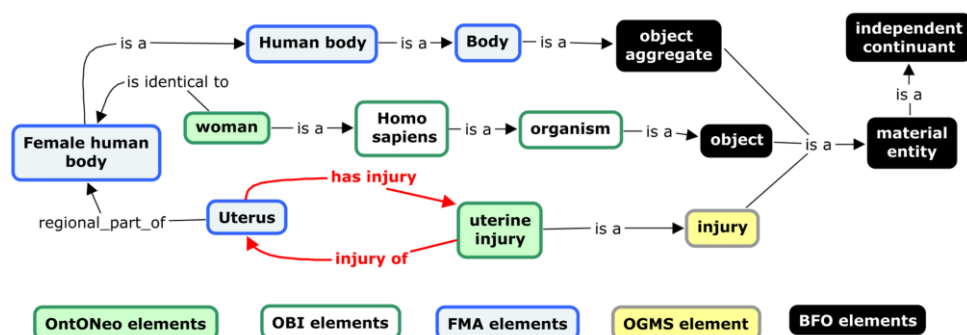 is a
Human body
is a
Body
is a
object
aggregate
independent
continuant
is identical to
is a
woman
is a
Homo
sapiens
is a
organism
is a
object
is a
material
entity
Female human
body
has injury
regional_part_of
Uterus
uterine
injury
is a
injury
injury of
OntONeo elements
OBI elements
FMA elements
OGMS element
BFO elements